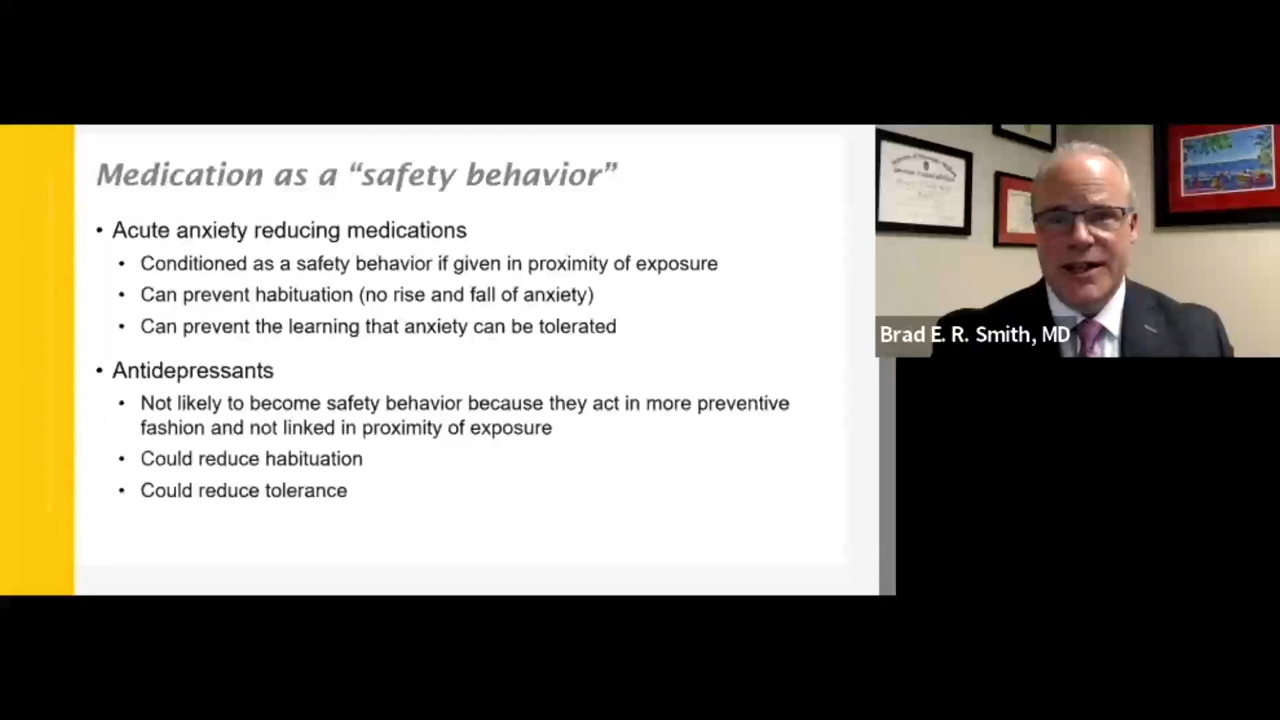 Medication as a “safety behavior”
• Acute anxiety reducing medications
• Conditioned as a safety behavior if given in proximity of exposure
• Can prevent habituation (no rise and fall of anxiety)
• Can prevent the learning that anxiety can be tolerated
• Antidepressants
• Not likely to become safety behavior because they act in more preventive
fashion and not linked in proximity of exposure
• Could reduce habituation
• Could reduce tolerance
Brad E. R. Smith, MD